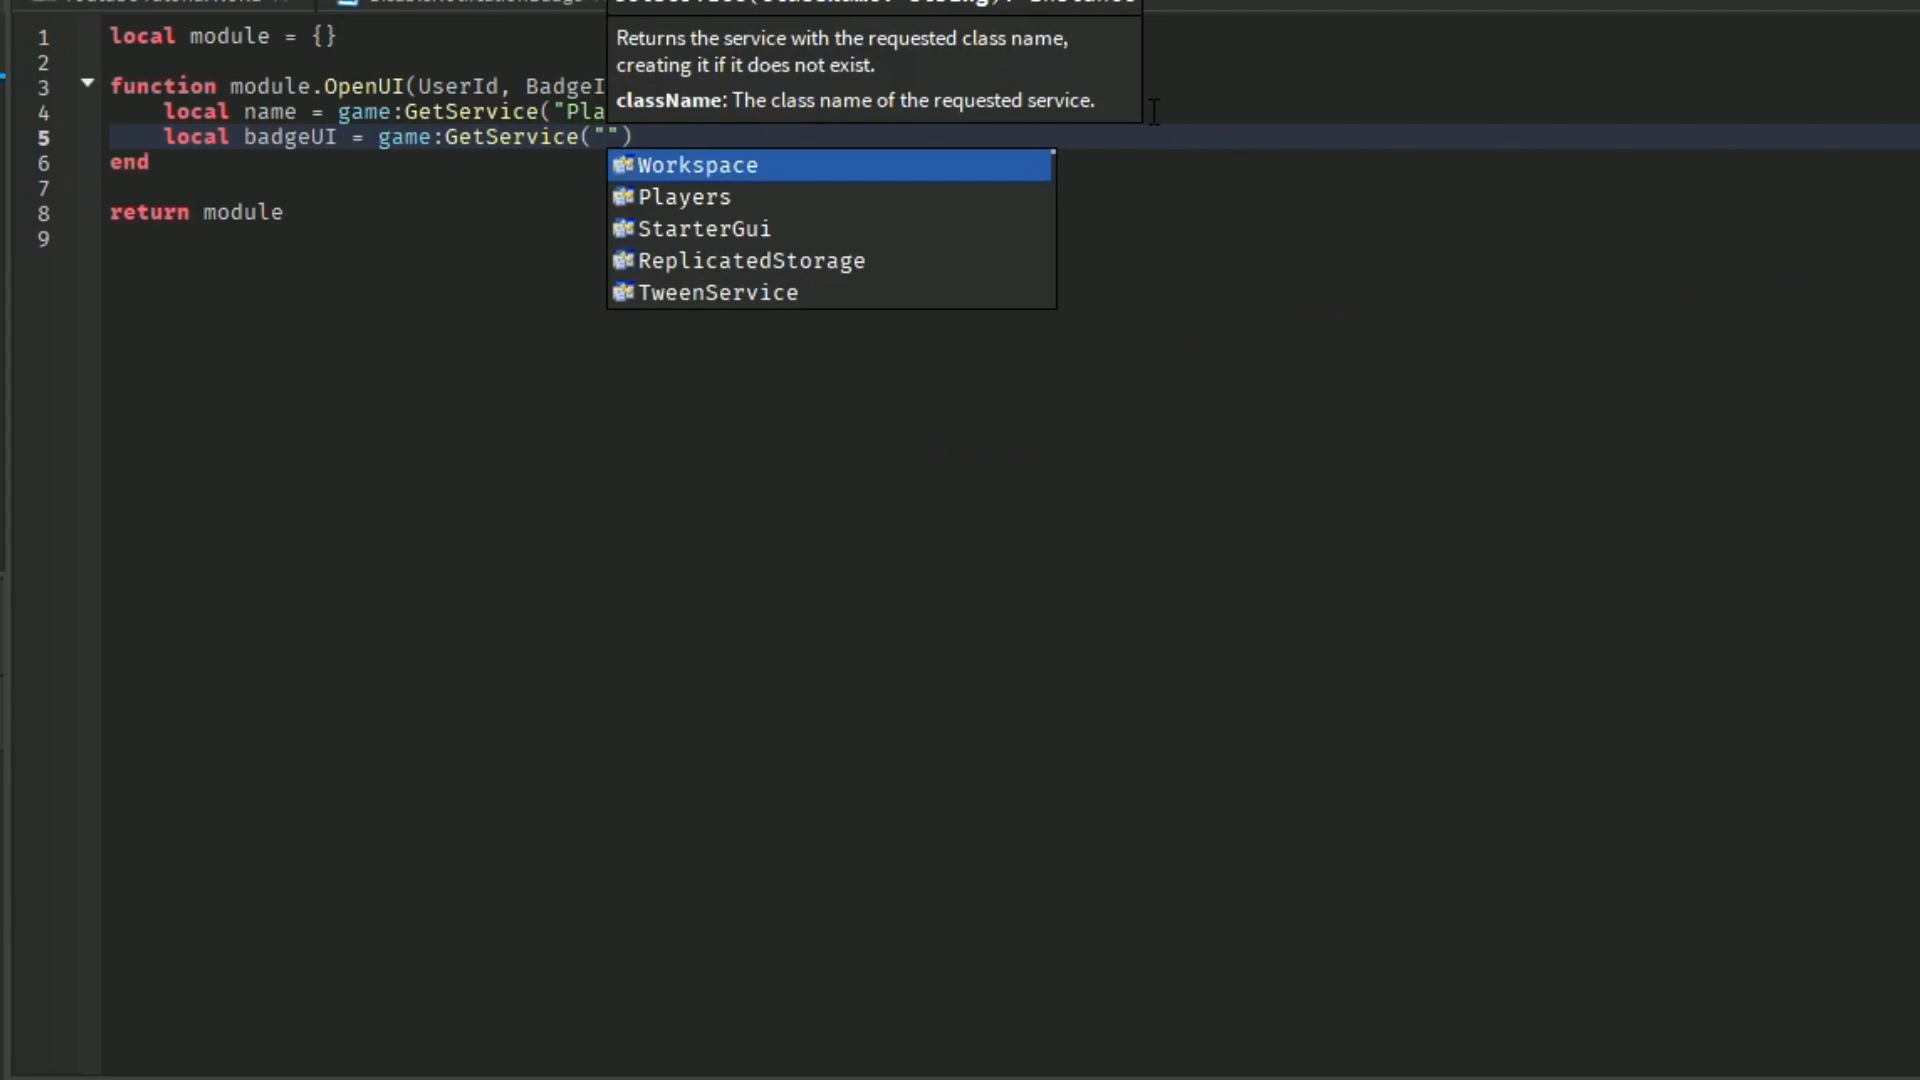 1 local module = {}
2
3 function module.OpenUI(UserId, BadgeI
4 local name = game:GetService("Pla
5 local badgeUI = game:GetService("")
6 end
7
8 return module
9
Returns the service with the requested class name,
creating it if it does not exist.
className: The class name of the requested service.
Workspace
Players
StarterGui
ReplicatedStorage
TweenService